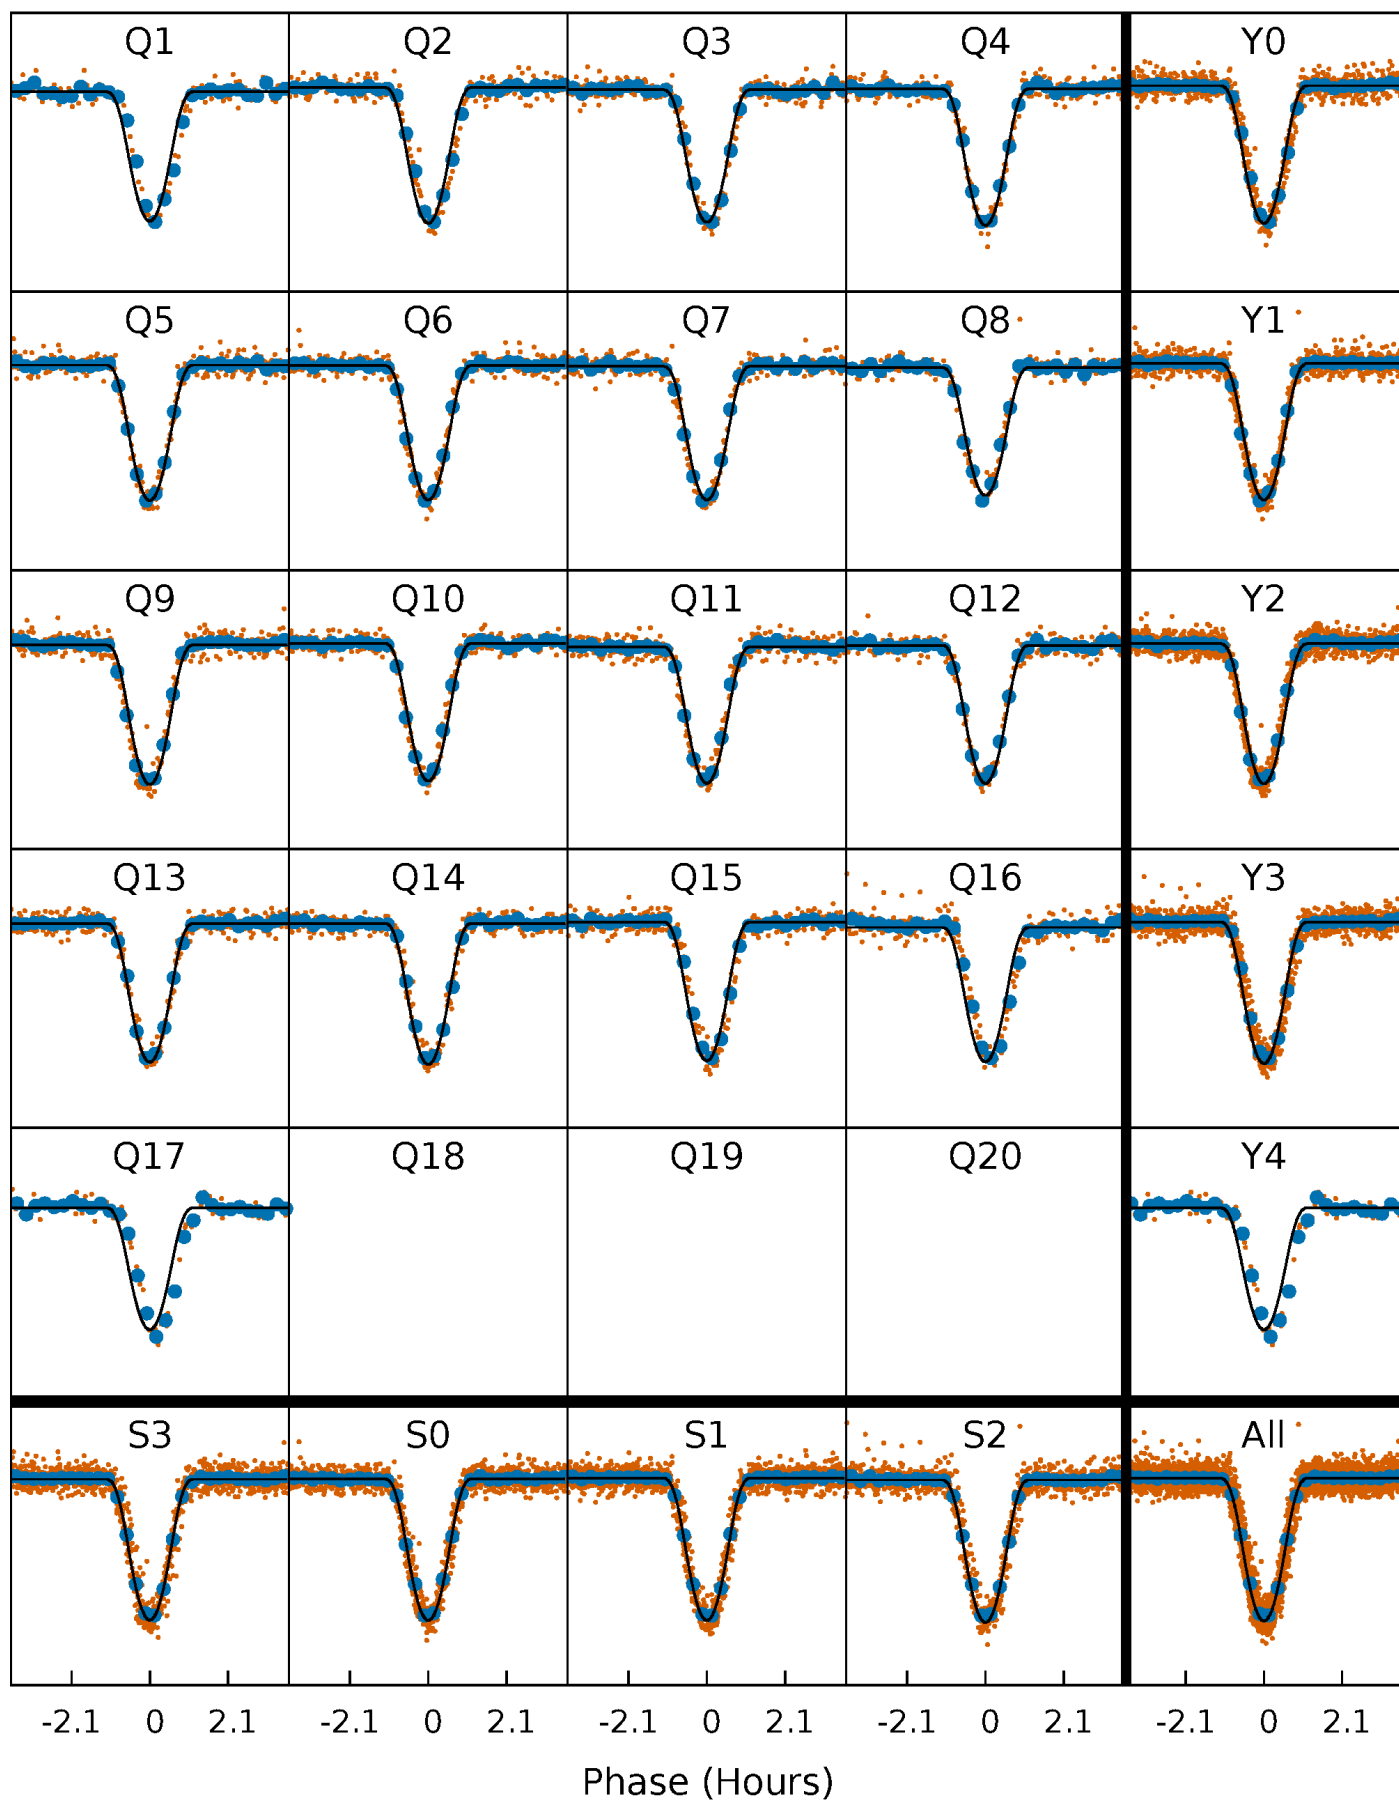 Q1 Q2 Q3 Q4 Y0
Q5 Q6 Q7 Q8 Y1
Q9 Q10 Q11 Q12 Y2
Q13 Q14 Q15 Q16 Y3
Q17 Q18 Q19 Q20 Y4
S3 S0 S1 S2 All
-2.1 0 2.1 -2.1 0 2.1 -2.1 0 2.1 -2.1 0 2.1 -2.1 0 2.1
Phase (Hours)